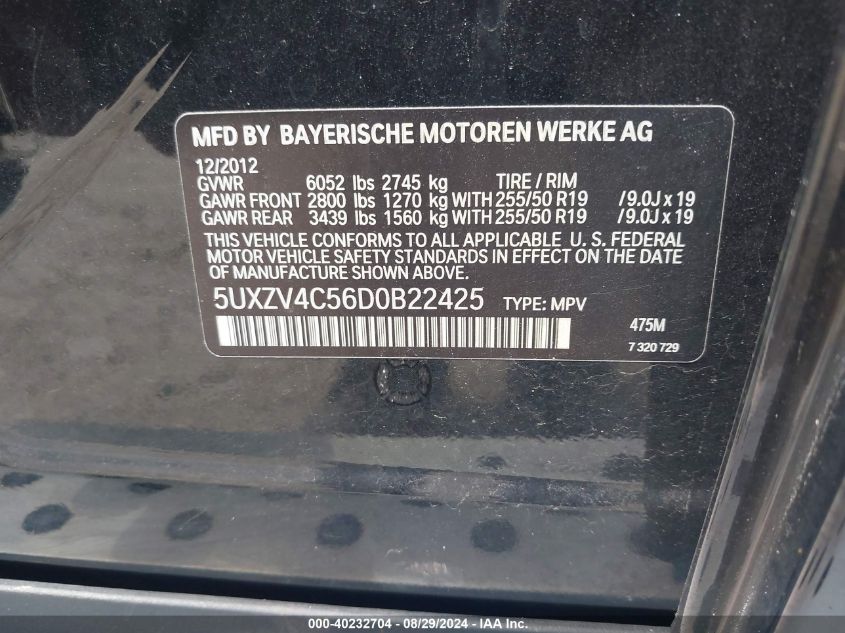 MFD BY BAYERISCHE MOTOREN WERKE AG
12/2012
GVWR 6052 lbs 2745 kg TIRE / RIM
GAWR FRONT 2800 lbs 1270 kg WITH 255/50 R19 / 9.0J x 19
GAWR REAR 3439 lbs 1560 kg WITH 255/50 R19 / 9.0J x 19
THIS VEHICLE CONFORMS TO ALL APPLICABLE U. S. FEDERAL
MOTOR VEHICLE SAFETY STANDARDS IN EFFECT ON THE DATE
OF MANUFACTURE SHOWN ABOVE.
5UXZV4C56D0B22425 TYPE: MPV
475M
7 320 729
000-40232704 - 08/29/2024 - IAA Inc.